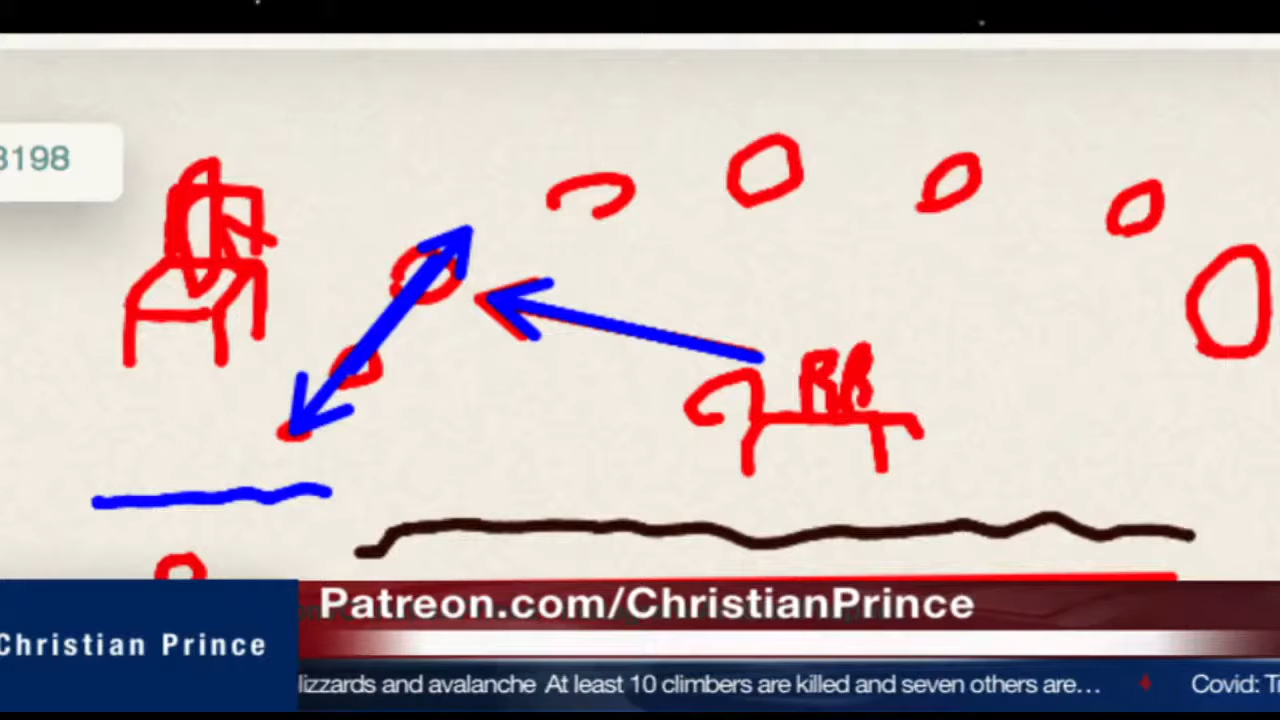 3198
Patreon.com/ChristianPrince
Christian Prince
lizzards and avalanche At least 10 climbers are killed and seven others are… Covid: Ti